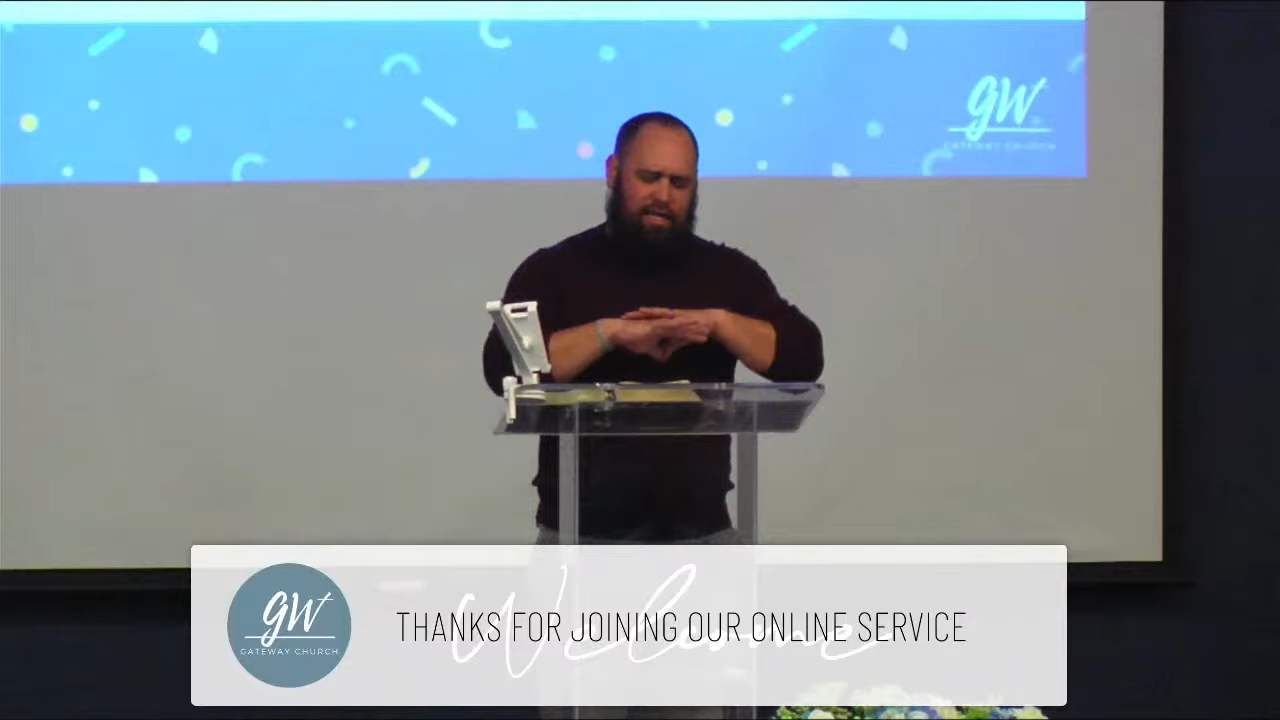 gw
GATEWAY CHURCH
gw
GATEWAY CHURCH
Welcome
THANKS FOR JOINING OUR ONLINE SERVICE